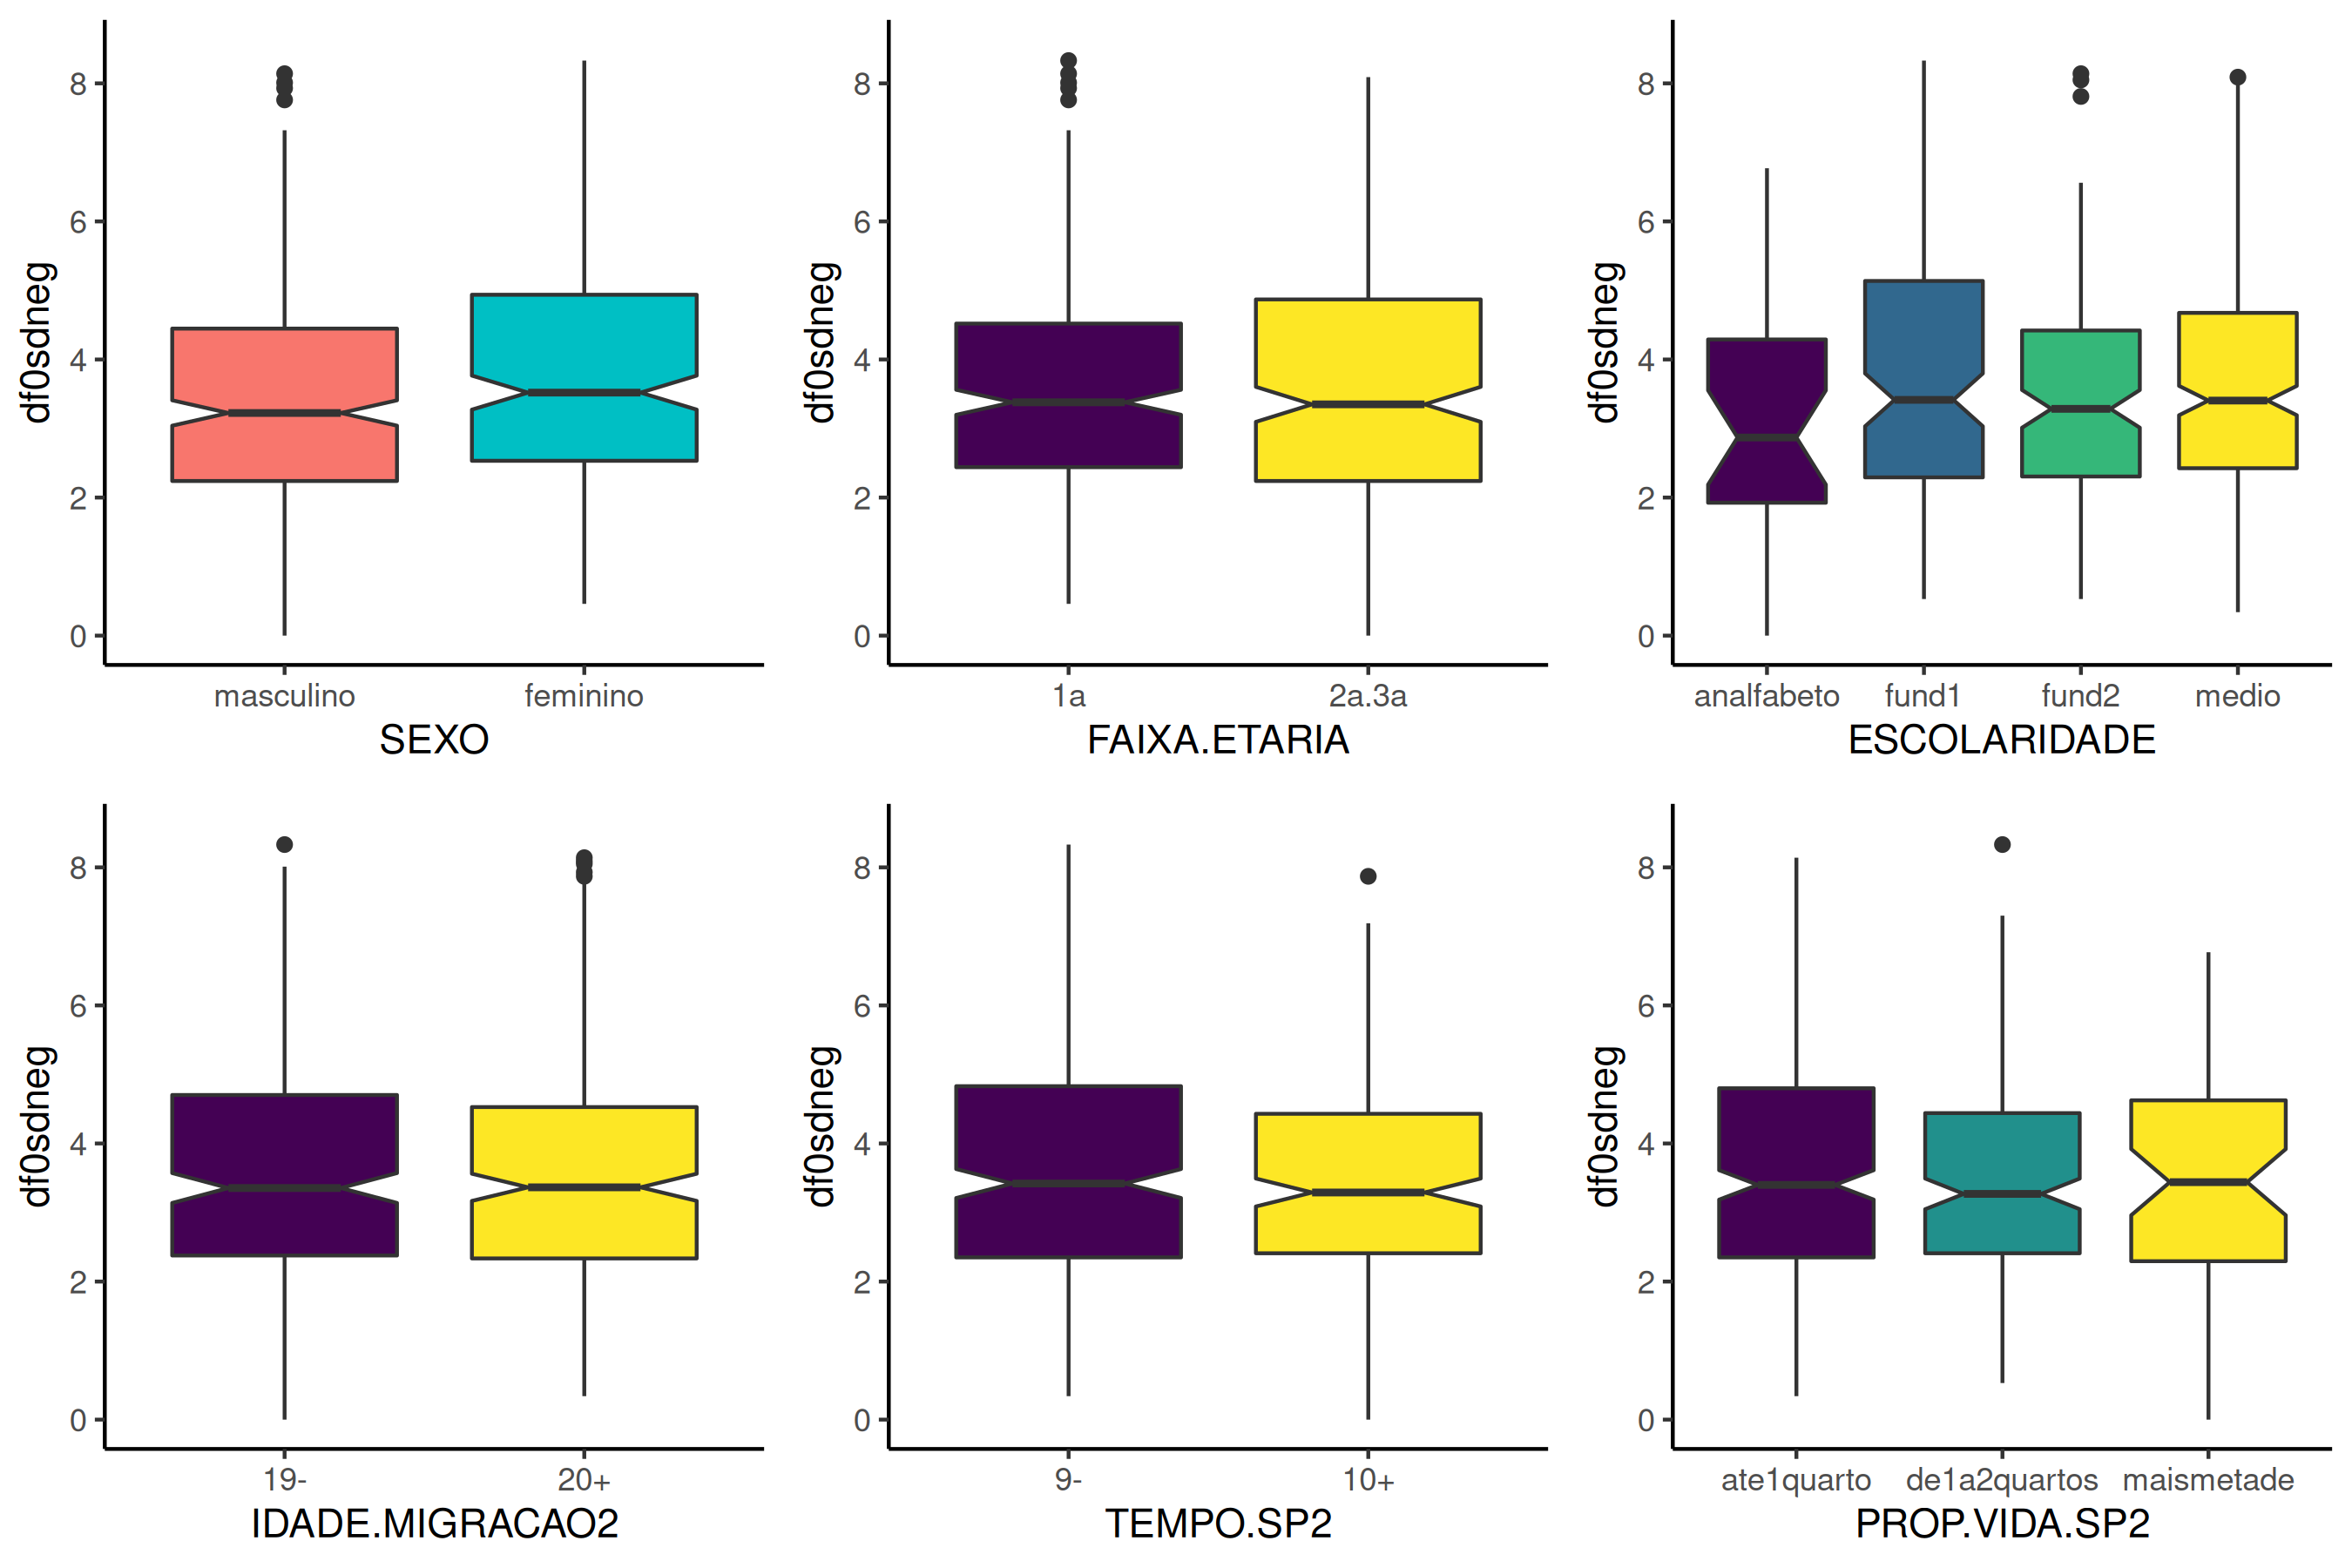 df0sdneg
8
6
4
2
0
masculino feminino
SEXO
df0sdneg
8
6
4
2
0
1a 2a.3a
FAIXA.ETARIA
df0sdneg
8
6
4
2
0
analfabeto fund1 fund2 medio
ESCOLARIDADE
df0sdneg
8
6
4
2
0
19- 20+
IDADE.MIGRACAO2
df0sdneg
8
6
4
2
0
9- 10+
TEMPO.SP2
df0sdneg
8
6
4
2
0
ate1quarto de1a2quartos maismetade
PROP.VIDA.SP2